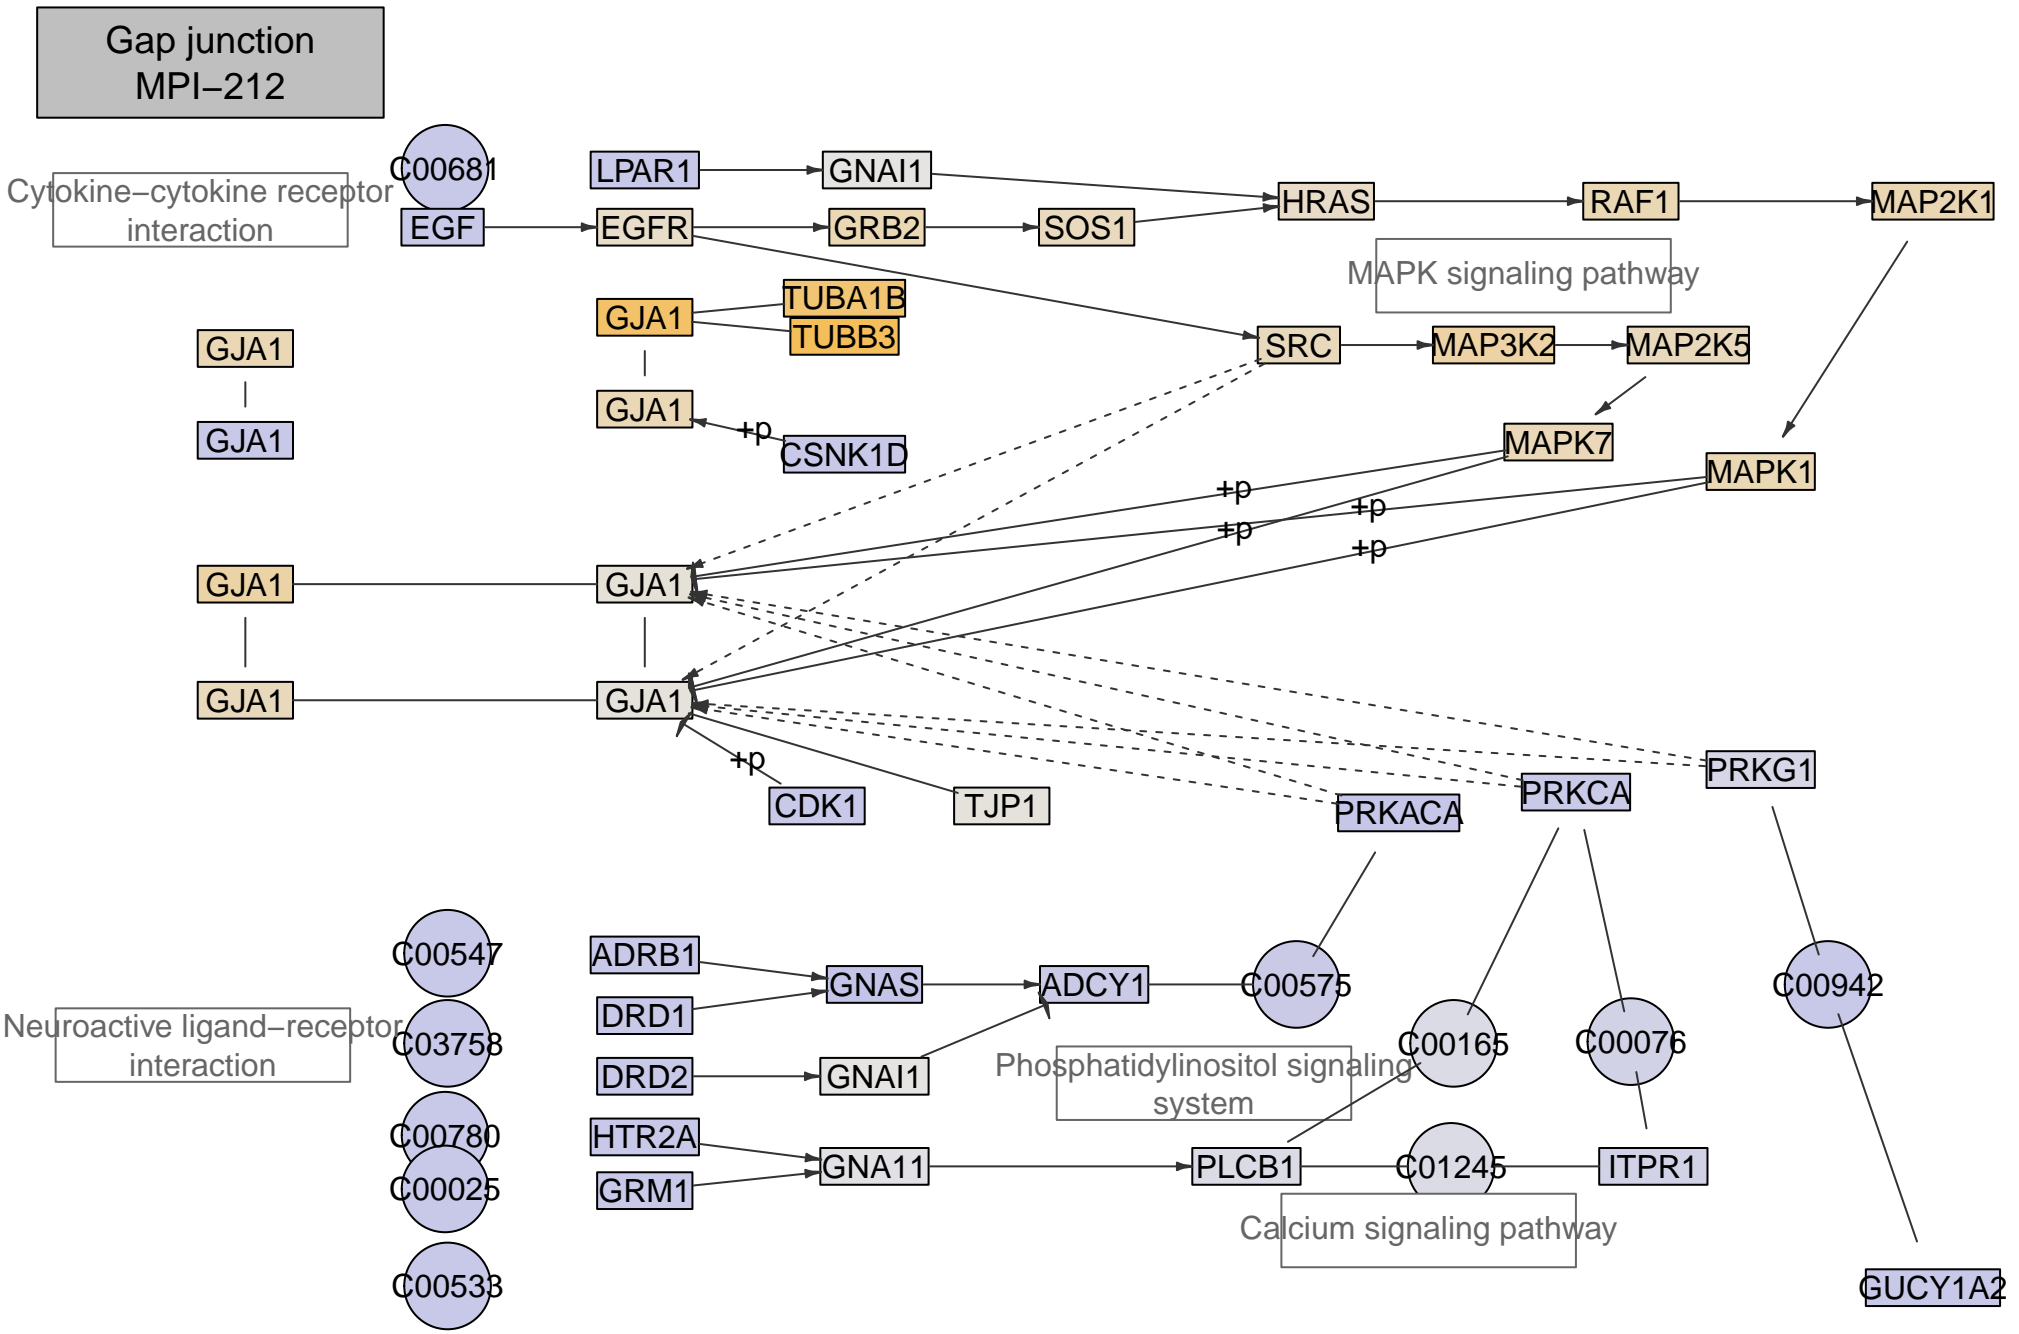 Gap junction
MPI−212
C00681
LPAR1
GNAI1
Cytokine−cytokine receptor
interaction
HRAS
RAF1
MAP2K1
EGF
EGFR
GRB2
SOS1
MAPK signaling pathway
TUBA1B
GJA1
TUBB3
GJA1
SRC
MAP3K2
MAP2K5
GJA1
+p
GJA1
CSNK1D
MAPK7
MAPK1
+p
+p
+p
+p
GJA1
GJA1
GJA1
GJA1
+p
CDK1
TJP1
PRKACA
PRKCA
PRKG1
C00547
ADRB1
GNAS
ADCY1
C00575
C00942
DRD1
Neuroactive ligand−receptor
interaction
C03758
C00165
C00076
DRD2
GNAI1
Phosphatidylinositol signaling
system
C00780
HTR2A
GNA11
PLCB1
C01245
ITPR1
C00025
GRM1
Calcium signaling pathway
C00533
GUCY1A2